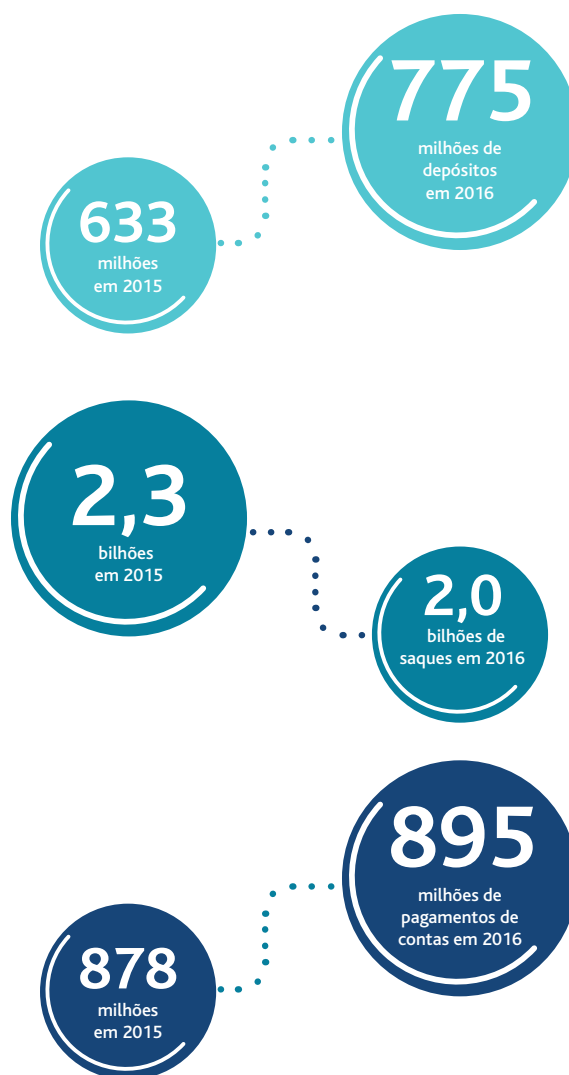 775
milhões de
depósitos
em 2016
633
milhões
em 2015
2,3
bilhões
em 2015
2,0
bilhões de
saques em 2016
895
milhões de
pagamentos de
contas em 2016
878
milhões
em 2015